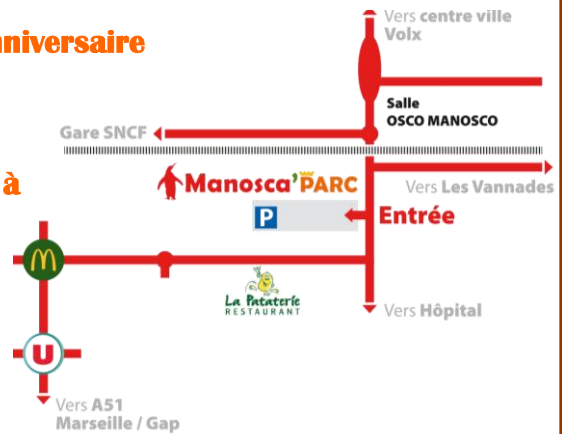 Vers centre ville
Volx
nniversaire
Salle
OSCO MANOSCO
Gare SNCF
à
Manosca'PARC
Vers Les Vannades
P
Entrée
M
La Pataterie
RESTAURANT
Vers Hôpital
U
Vers A51
Marseille / Gap